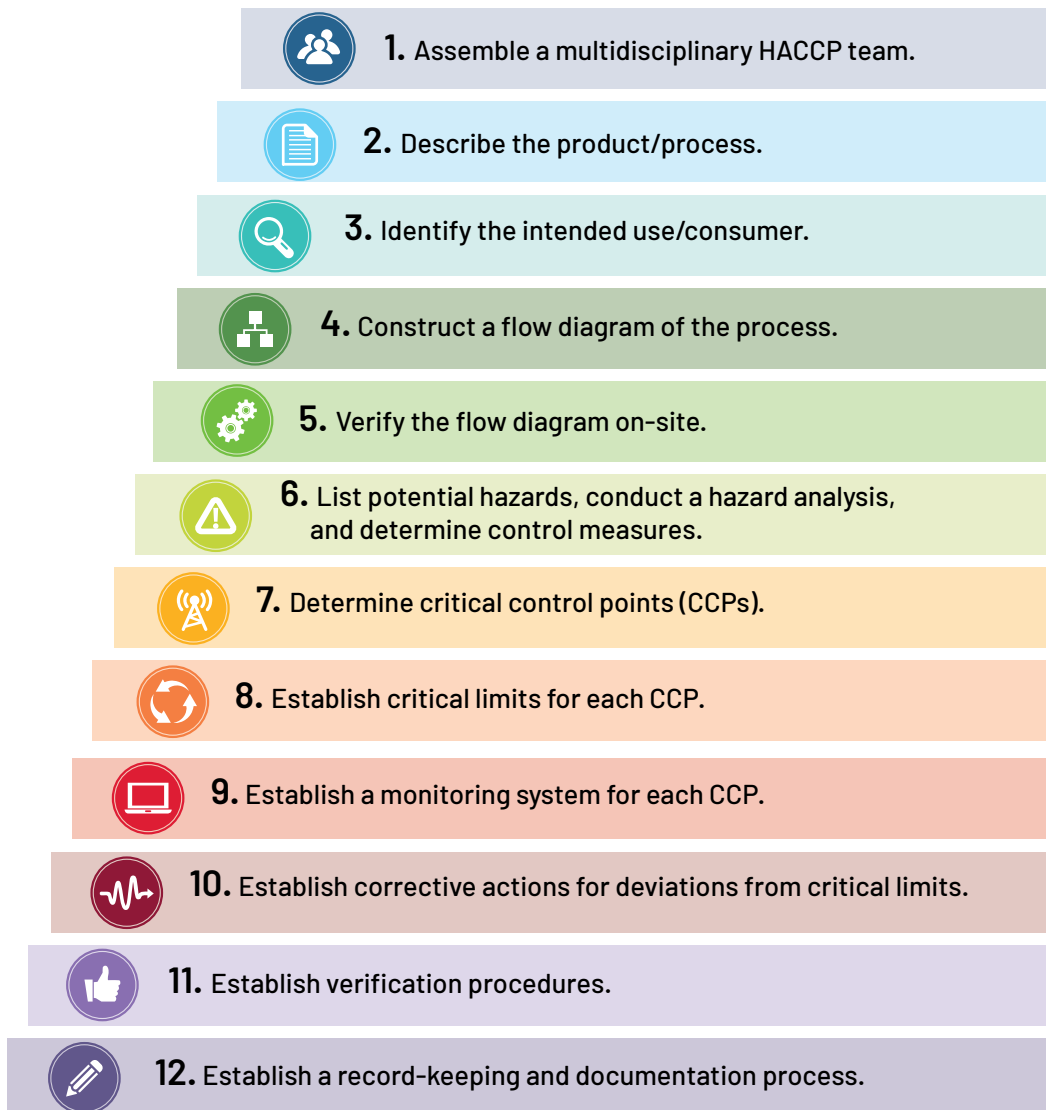 1. Assemble a multidisciplinary HACCP team.
2. Describe the product/process.
3. Identify the intended use/consumer.
4. Construct a flow diagram of the process.
5. Verify the flow diagram on-site.
6. List potential hazards, conduct a hazard analysis,
and determine control measures.
7. Determine critical control points (CCPs).
8. Establish critical limits for each CCP.
9. Establish a monitoring system for each CCP.
10. Establish corrective actions for deviations from critical limits.
11. Establish verification procedures.
12. Establish a record-keeping and documentation process.